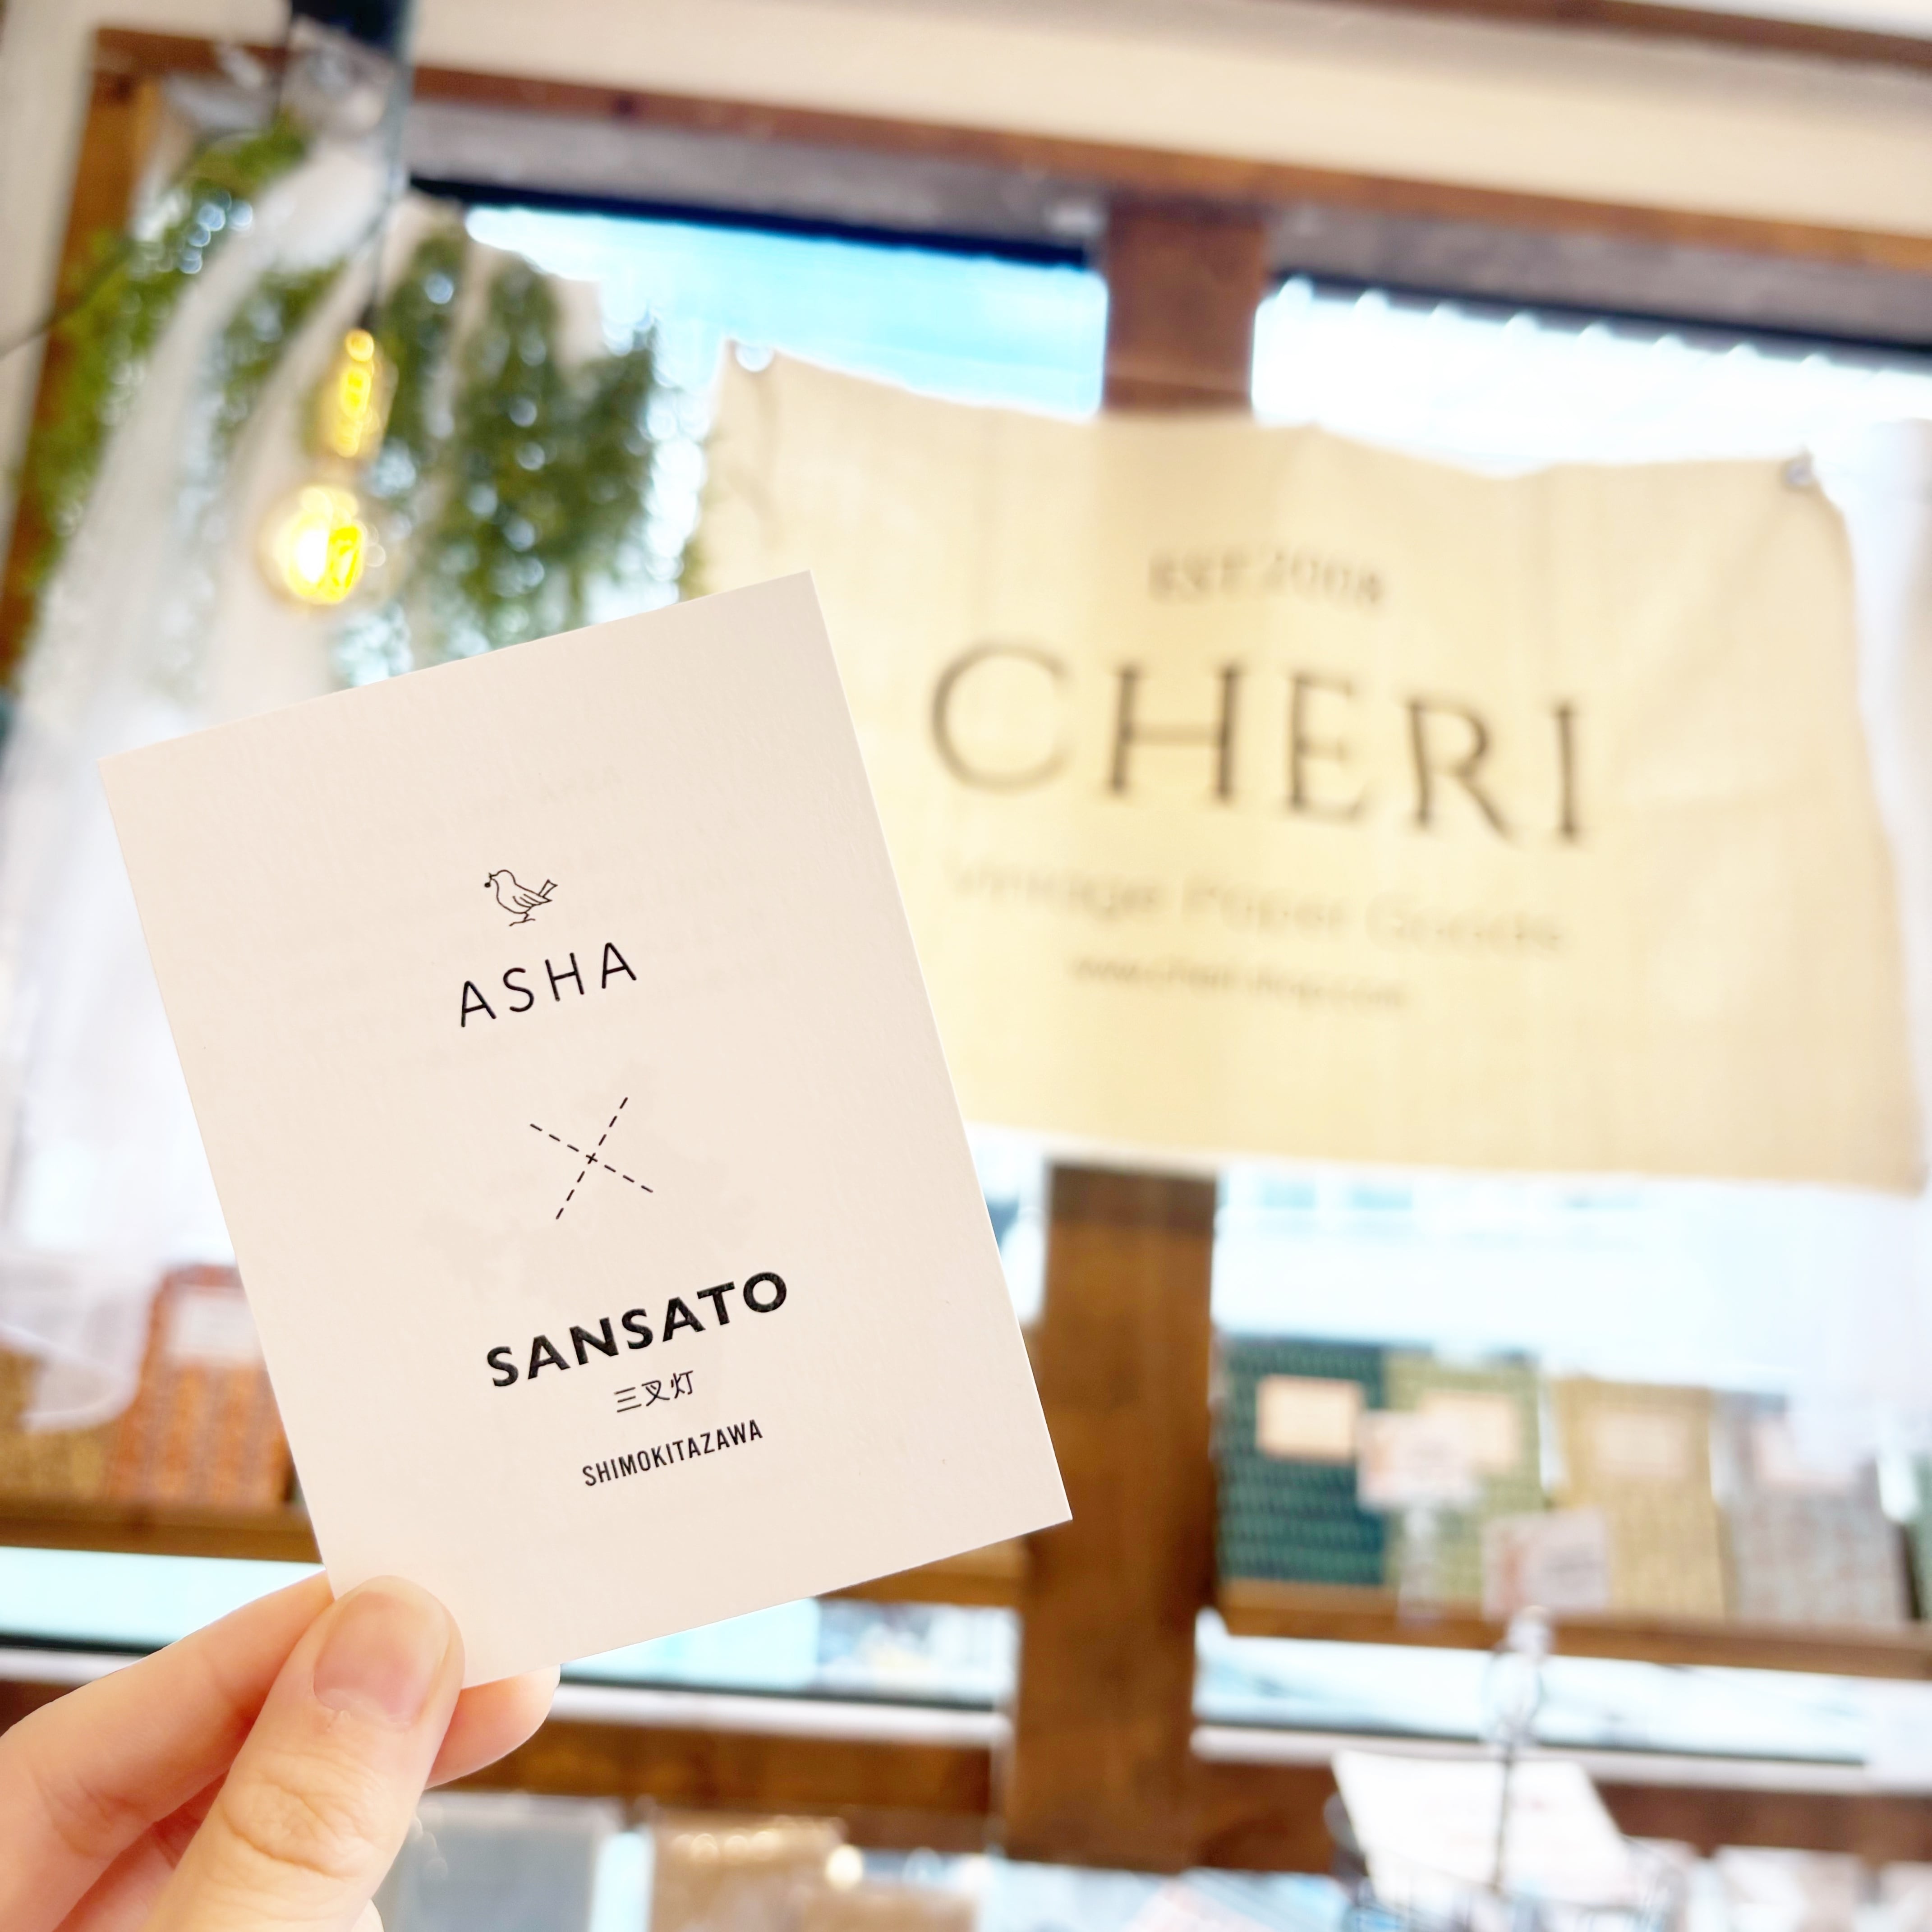 ASHA
SANSATO
三叉灯
SHIMOKITAZAWA
EST.2008
CHERI
Vintage Paper Goods